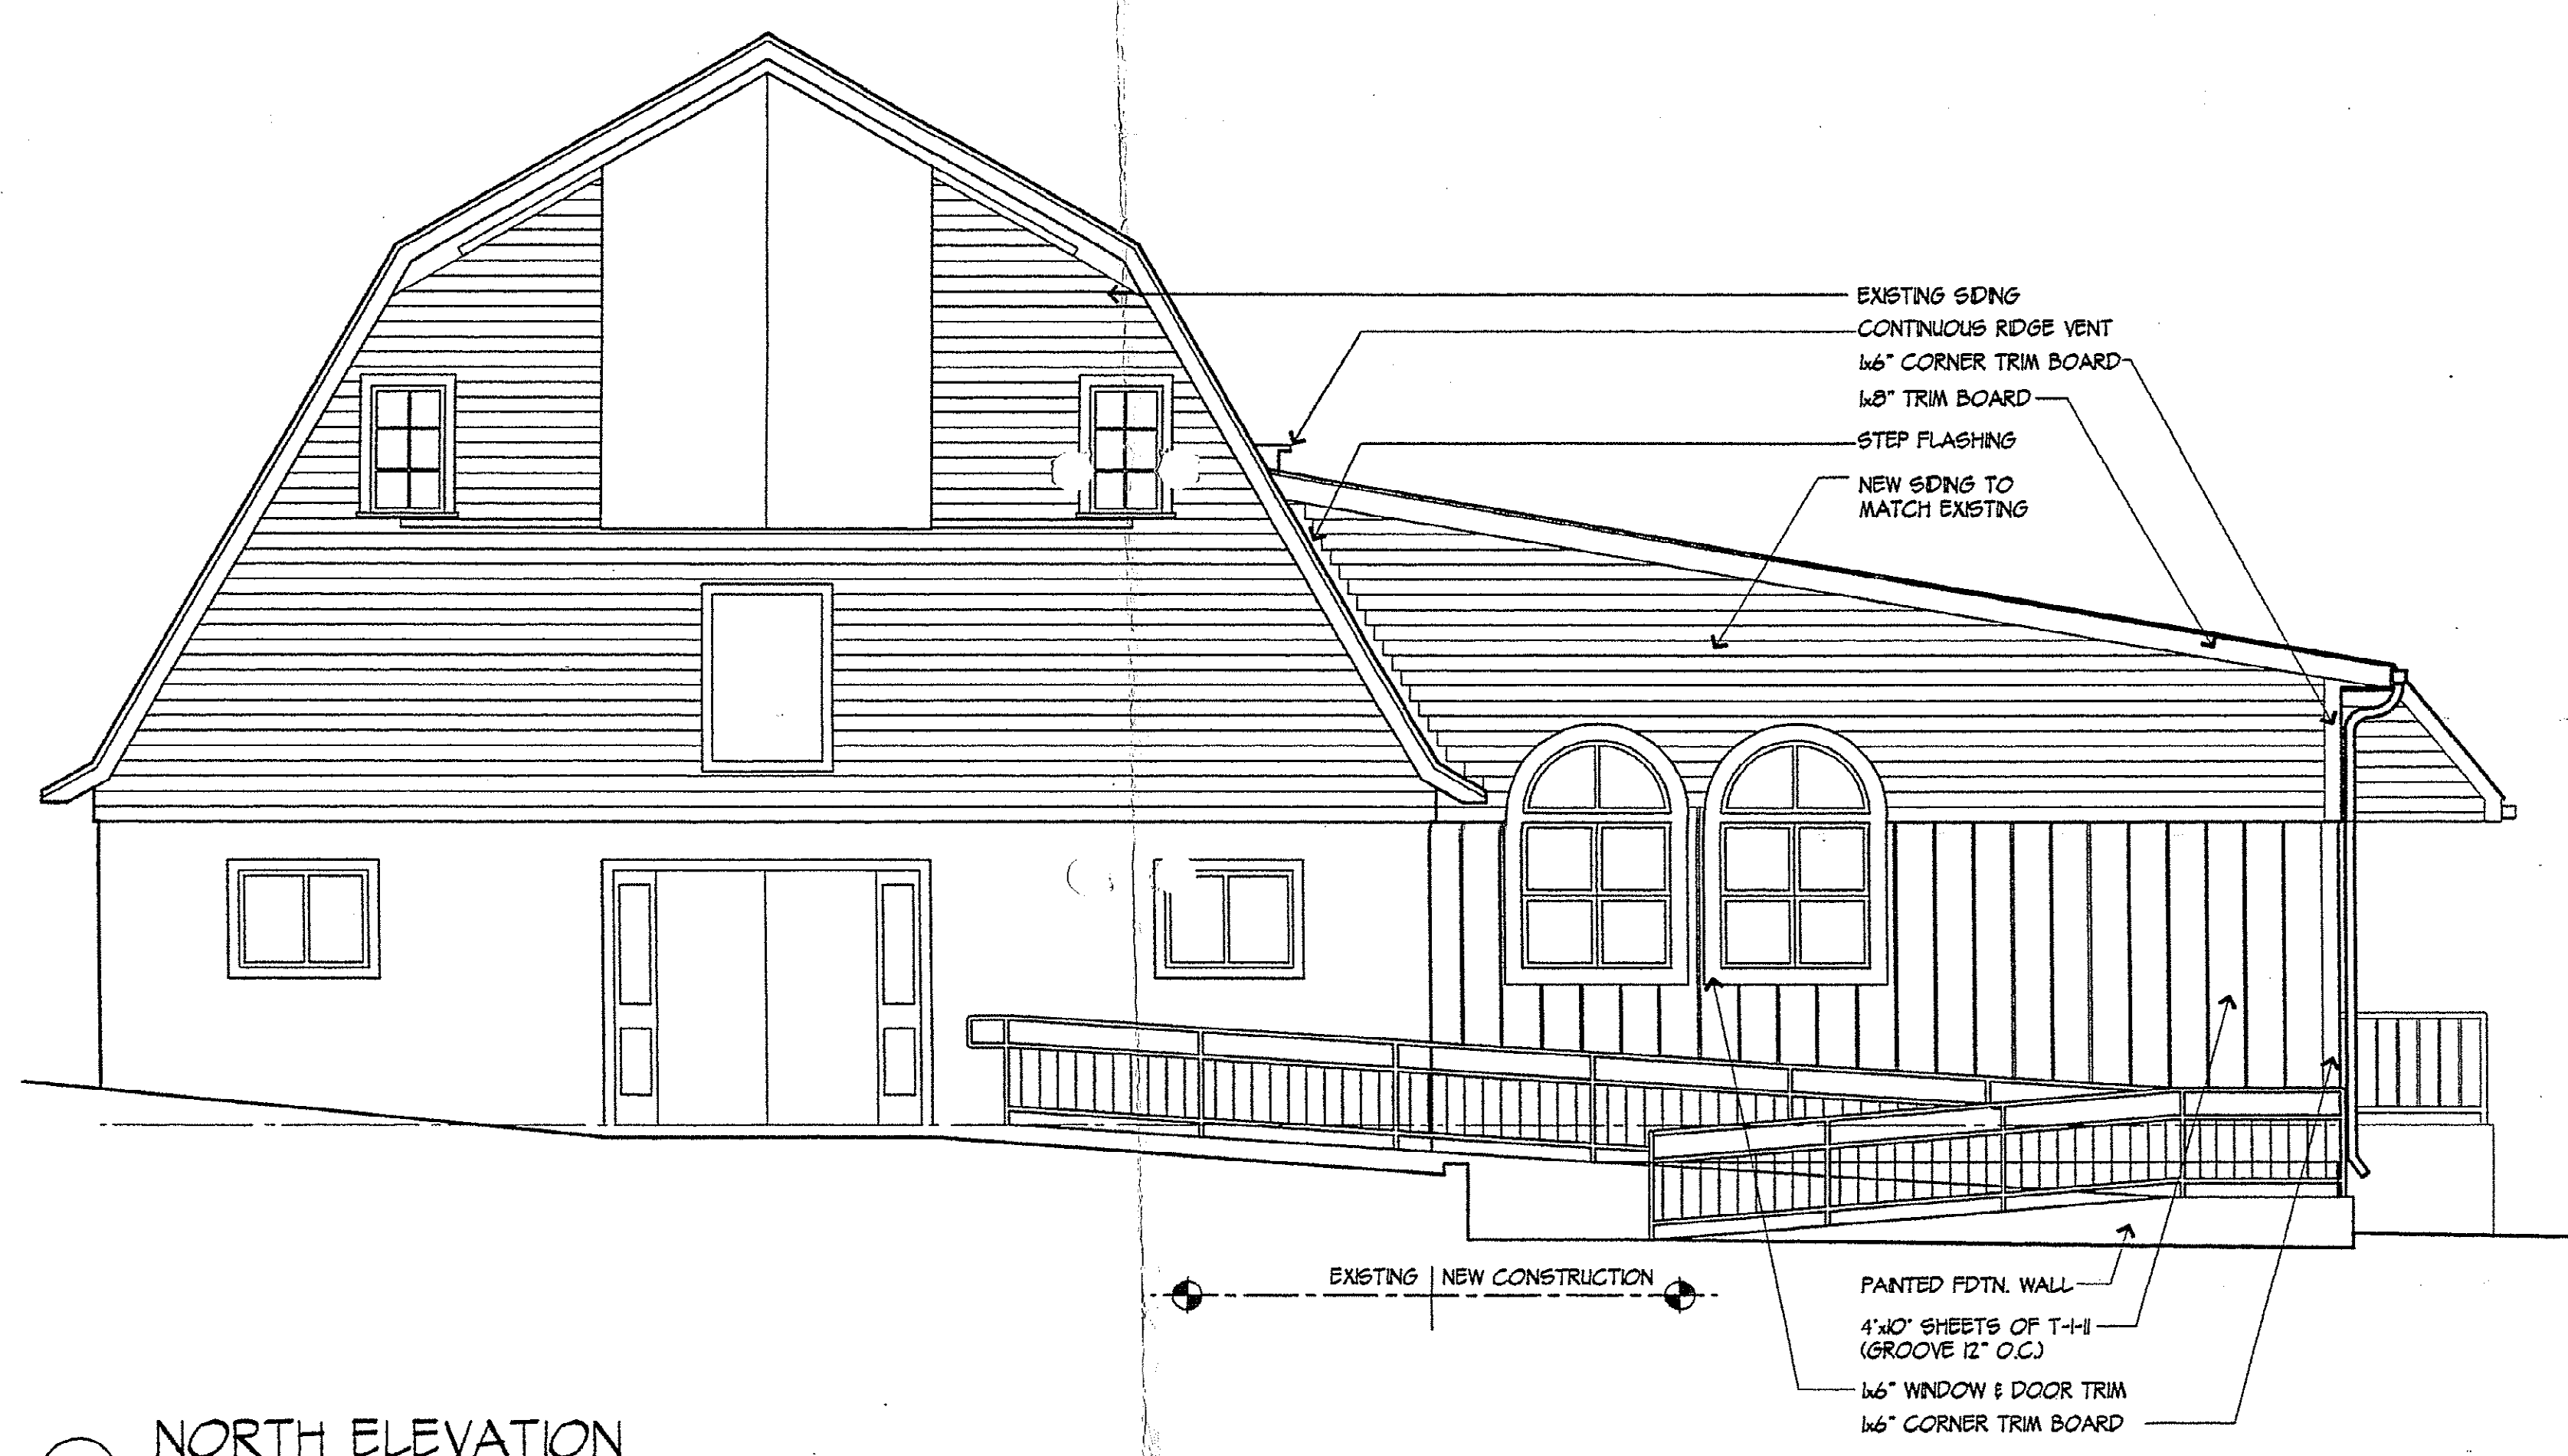 EXISTING SIDING
CONTINUOUS RIDGE VENT
1x6" CORNER TRIM BOARD
1x8" TRIM BOARD
STEP FLASHING
NEW SIDING TO
MATCH EXISTING
EXISTING | NEW CONSTRUCTION
PAINTED FDTN. WALL
4'x10' SHEETS OF T-1-11
(GROOVE 12" O.C.)
1x6" WINDOW & DOOR TRIM
1x6" CORNER TRIM BOARD
NORTH ELEVATION